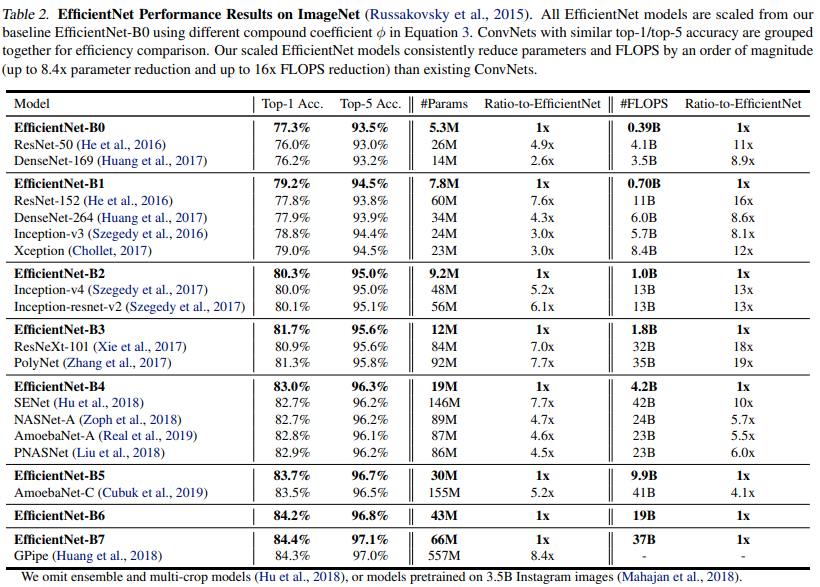 Table 2. EfficientNet Performance Results on ImageNet (Russakovsky et al., 2015). All EfficientNet models are scaled from our
baseline EfficientNet-B0 using different compound coefficient ϕ in Equation 3. ConvNets with similar top-1/top-5 accuracy are grouped
together for efficiency comparison. Our scaled EfficientNet models consistently reduce parameters and FLOPS by an order of magnitude
(up to 8.4x parameter reduction and up to 16x FLOPS reduction) than existing ConvNets.
Model Top-1 Acc. Top-5 Acc. #Params Ratio-to-EfficientNet #FLOPS Ratio-to-EfficientNet
EfficientNet-B0 77.3% 93.5% 5.3M 1x 0.39B 1x
ResNet-50 (He et al., 2016) 76.0% 93.0% 26M 4.9x 4.1B 11x
DenseNet-169 (Huang et al., 2017) 76.2% 93.2% 14M 2.6x 3.5B 8.9x
EfficientNet-B1 79.2% 94.5% 7.8M 1x 0.70B 1x
ResNet-152 (He et al., 2016) 77.8% 93.8% 60M 7.6x 11B 16x
DenseNet-264 (Huang et al., 2017) 77.9% 93.9% 34M 4.3x 6.0B 8.6x
Inception-v3 (Szegedy et al., 2016) 78.8% 94.4% 24M 3.0x 5.7B 8.1x
Xception (Chollet, 2017) 79.0% 94.5% 23M 3.0x 8.4B 12x
EfficientNet-B2 80.3% 95.0% 9.2M 1x 1.0B 1x
Inception-v4 (Szegedy et al., 2017) 80.0% 95.0% 48M 5.2x 13B 13x
Inception-resnet-v2 (Szegedy et al., 2017) 80.1% 95.1% 56M 6.1x 13B 13x
EfficientNet-B3 81.7% 95.6% 12M 1x 1.8B 1x
ResNeXt-101 (Xie et al., 2017) 80.9% 95.6% 84M 7.0x 32B 18x
PolyNet (Zhang et al., 2017) 81.3% 95.8% 92M 7.7x 35B 19x
EfficientNet-B4 83.0% 96.3% 19M 1x 4.2B 1x
SENet (Hu et al., 2018) 82.7% 96.2% 146M 7.7x 42B 10x
NASNet-A (Zoph et al., 2018) 82.7% 96.2% 89M 4.7x 24B 5.7x
AmoebaNet-A (Real et al., 2019) 82.8% 96.1% 87M 4.6x 23B 5.5x
PNASNet (Liu et al., 2018) 82.9% 96.2% 86M 4.5x 23B 6.0x
EfficientNet-B5 83.7% 96.7% 30M 1x 9.9B 1x
AmoebaNet-C (Cubuk et al., 2019) 83.5% 96.5% 155M 5.2x 41B 4.1x
EfficientNet-B6 84.2% 96.8% 43M 1x 19B 1x
EfficientNet-B7 84.4% 97.1% 66M 1x 37B 1x
GPipe (Huang et al., 2018) 84.3% 97.0% 557M 8.4x - -
We omit ensemble and multi-crop models (Hu et al., 2018), or models pretrained on 3.5B Instagram images (Mahajan et al., 2018).